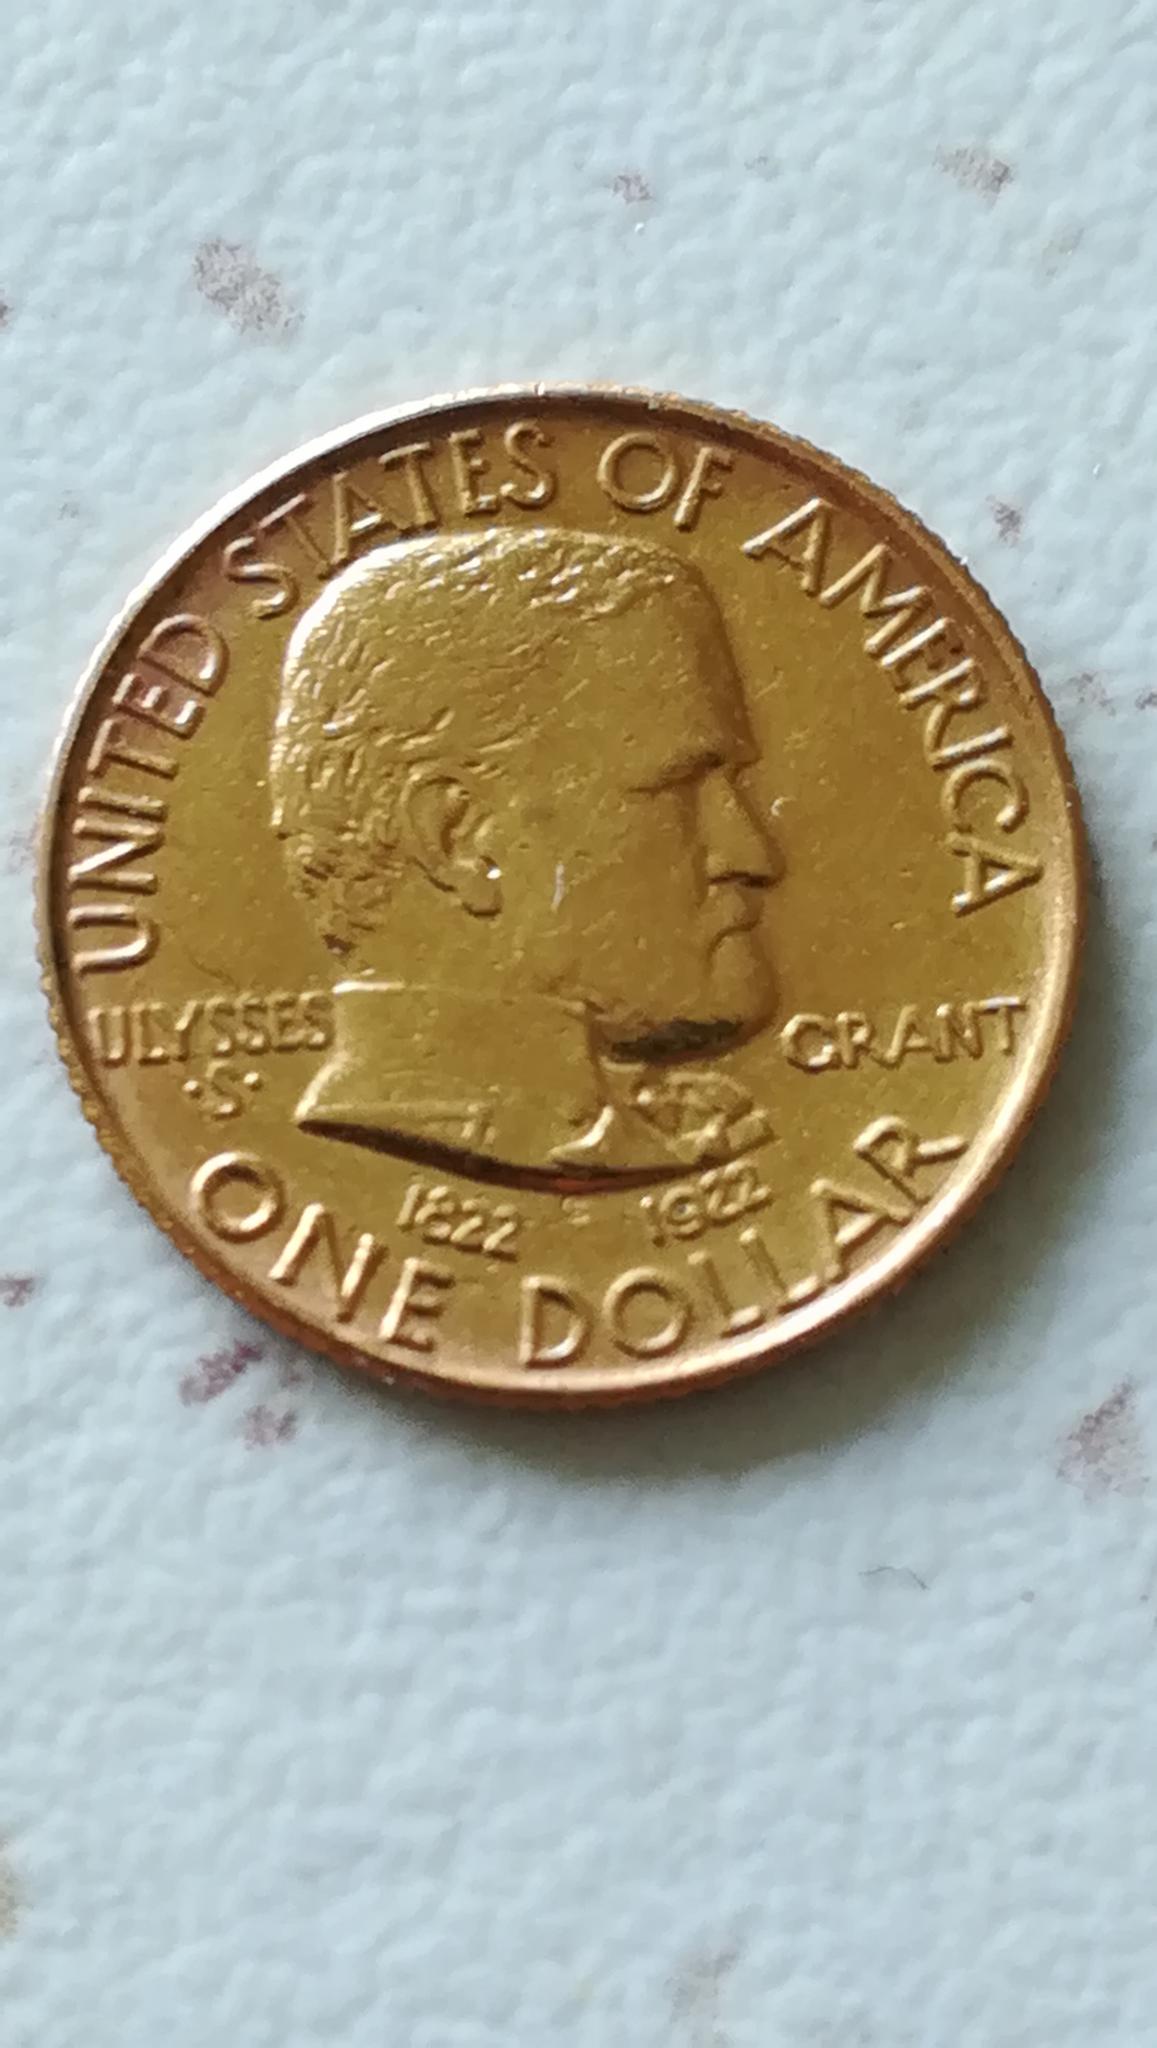 UNITED STATES OF AMERICA
ULYSSES GRANT
·S·
1822 1922
ONE DOLLAR